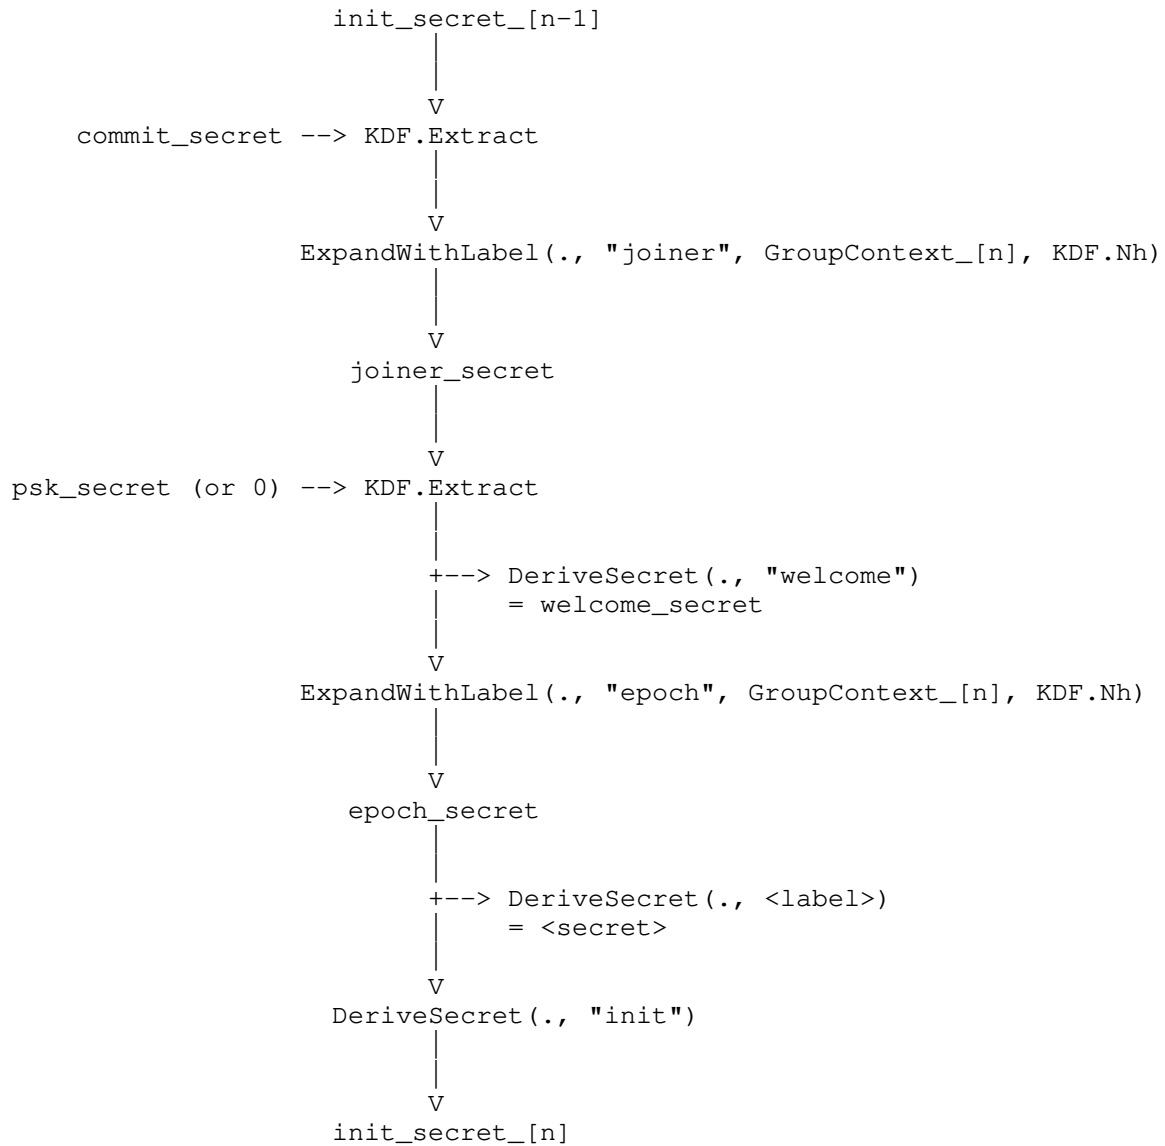 init_secret_[n-1]
|
|
V
commit_secret --> KDF.Extract
|
|
V
ExpandWithLabel(., "joiner", GroupContext_[n], KDF.Nh)
|
|
V
joiner_secret
|
|
V
psk_secret (or 0) --> KDF.Extract
|
|
+--> DeriveSecret(., "welcome")
| = welcome_secret
|
V
ExpandWithLabel(., "epoch", GroupContext_[n], KDF.Nh)
|
|
V
epoch_secret
|
|
+--> DeriveSecret(., <label>)
| = <secret>
|
V
DeriveSecret(., "init")
|
|
V
init_secret_[n]